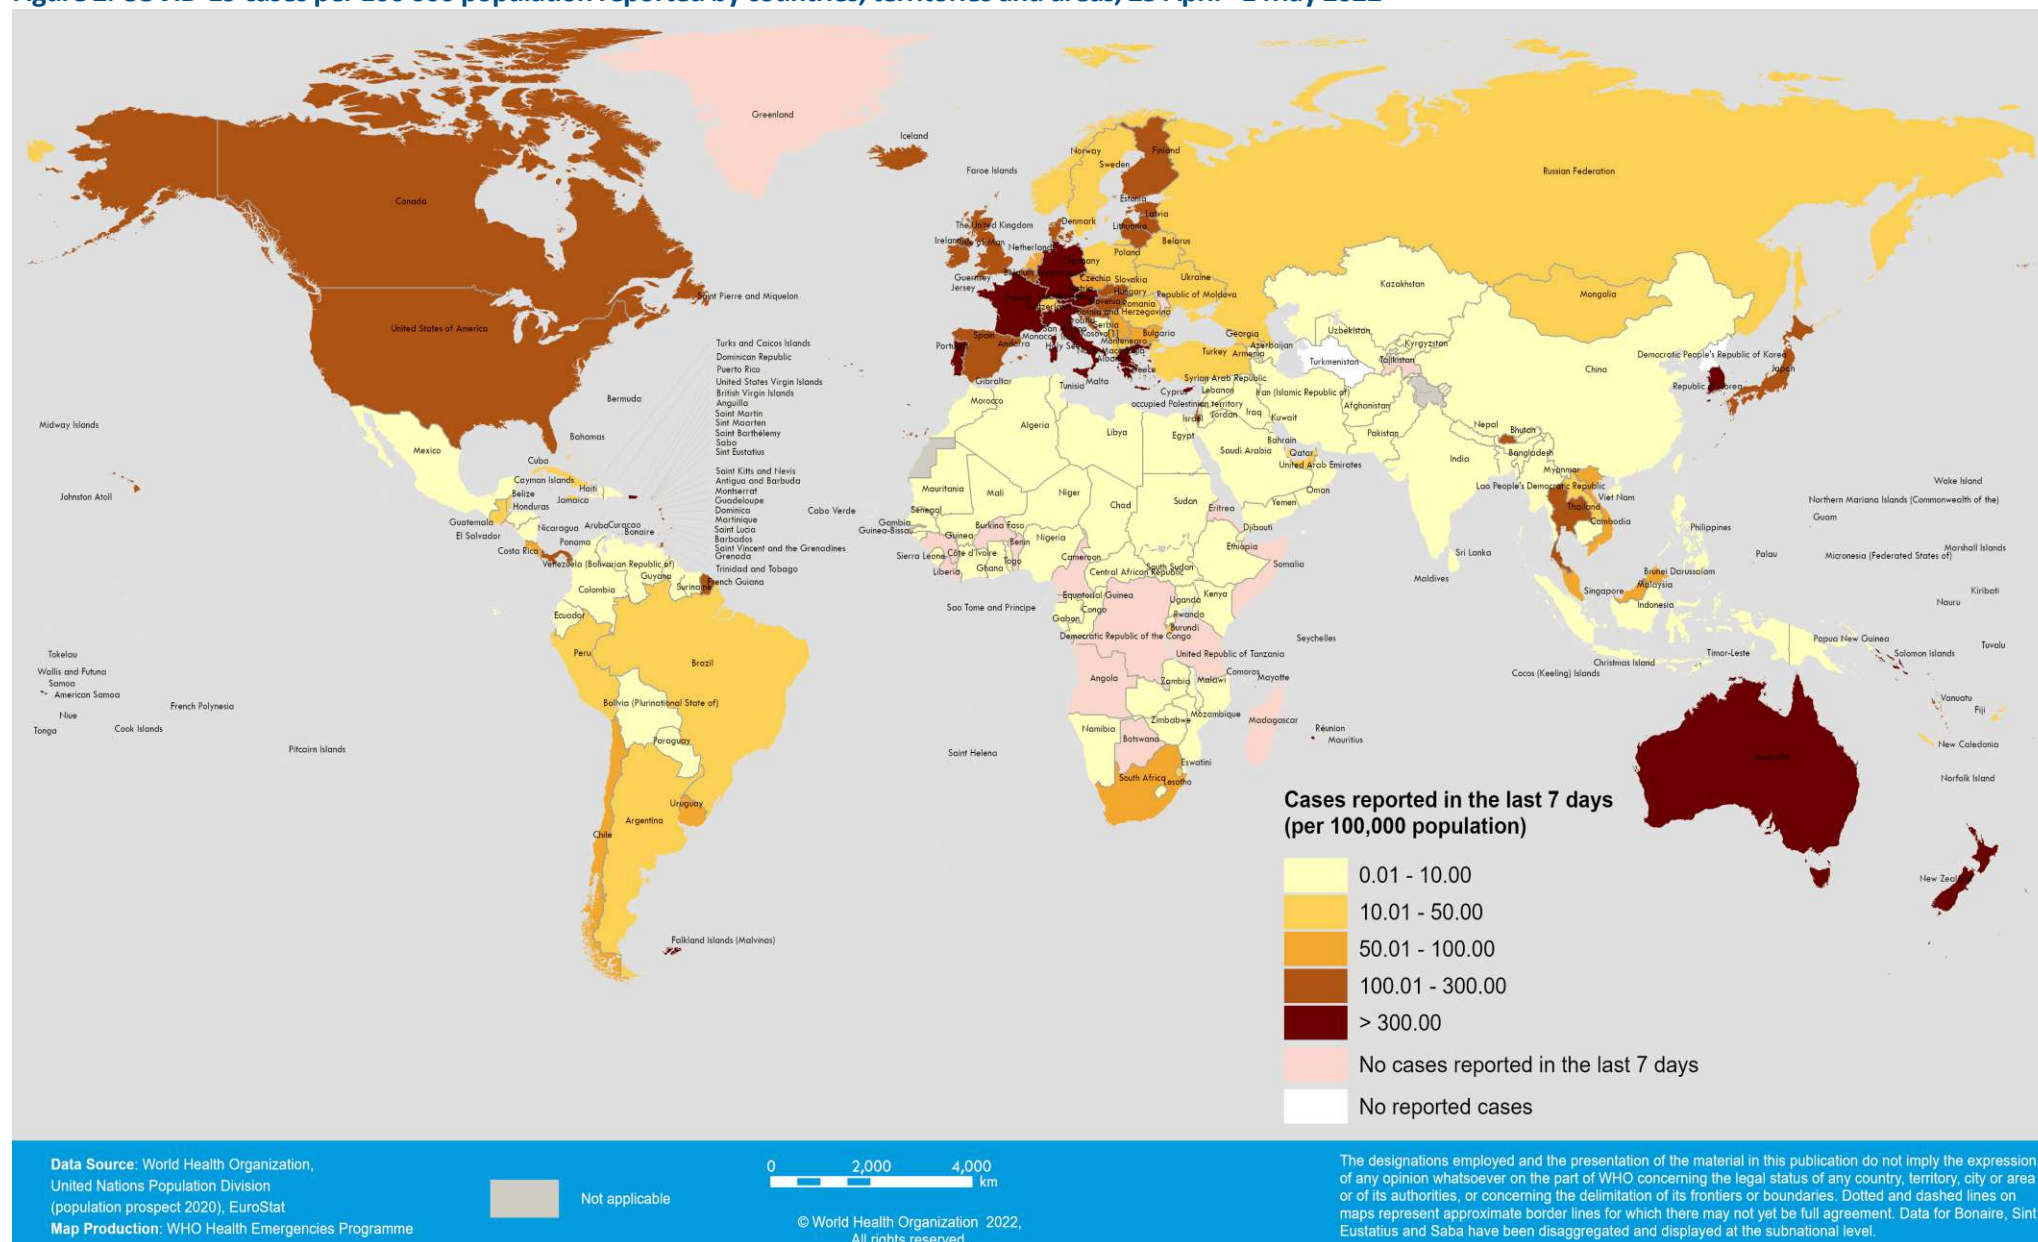 Greenland
Iceland
Faroe Islands
Norway
Sweden
Finland
Russian Federation
Canada
Estonia
Latvia
Lithuania
Denmark
The United Kingdom
Netherlands
Belarus
Poland
Guernsey
Jersey
Czechia
Slovakia
Ukraine
Hungary
Republic of Moldova
Romania
Kazakhstan
Mongolia
Saint Pierre and Miquelon
United States of America
Spain
Andorra
Bulgaria
Montenegro
Georgia
Azerbaijan
Uzbekistan
Kyrgyzstan
Turkey
Armenia
Turkmenistan
Tajikistan
China
Democratic People's Republic of Korea
Japan
Turks and Caicos Islands
Dominican Republic
Puerto Rico
United States Virgin Islands
British Virgin Islands
Anguilla
Saint Martin
Sint Maarten
Saint Barthélemy
Saba
Sint Eustatius
Saint Kitts and Nevis
Antigua and Barbuda
Montserrat
Guadeloupe
Dominica
Martinique
Saint Lucia
Barbados
Saint Vincent and the Grenadines
Grenada
Trinidad and Tobago
French Guiana
Bermuda
Bahamas
Gibraltar
Tunisia
Malta
Cyprus
Syrian Arab Republic
Lebanon
occupied Palestinian territory
Israel
Jordan
Iraq
Iran (Islamic Republic of)
Kuwait
Afghanistan
Pakistan
Nepal
Bhutan
Bangladesh
India
Myanmar
Lao People's Democratic Republic
Viet Nam
Thailand
Cambodia
Philippines
Morocco
Algeria
Libya
Egypt
Saudi Arabia
Bahrain
Qatar
United Arab Emirates
Oman
Yemen
Midway Islands
Johnston Atoll
Mexico
Cuba
Cayman Islands
Belize
Haiti
Jamaica
Honduras
Guatemala
El Salvador
Nicaragua
Aruba
Curacao
Bonaire
Costa Rica
Panama
Venezuela (Bolivarian Republic of)
Guyana
Suriname
Colombia
Ecuador
Peru
Brazil
Bolivia (Plurinational State of)
Paraguay
Uruguay
Argentina
Chile
Falkland Islands (Malvinas)
Cabo Verde
Mauritania
Mali
Niger
Chad
Sudan
Eritrea
Senegal
Gambia
Guinea-Bissau
Guinea
Burkina Faso
Benin
Nigeria
Djibouti
Sierra Leone
Côte d'Ivoire
Liberia
Ghana
Togo
Cameroon
Central African Republic
South Sudan
Ethiopia
Somalia
Sao Tome and Principe
Equatorial Guinea
Gabon
Congo
Uganda
Kenya
Rwanda
Burundi
Democratic Republic of the Congo
United Republic of Tanzania
Seychelles
Angola
Zambia
Malawi
Comoros
Mayotte
Namibia
Zimbabwe
Mozambique
Botswana
Madagascar
Réunion
Mauritius
Saint Helena
Eswatini
South Africa
Lesotho
Sri Lanka
Maldives
Singapore
Brunei Darussalam
Malaysia
Indonesia
Palau
Wake Island
Northern Mariana Islands (Commonwealth of the)
Guam
Marshall Islands
Micronesia (Federated States of)
Kiribati
Nauru
Papua New Guinea
Solomon Islands
Tuvalu
Timor-Leste
Christmas Island
Cocos (Keeling) Islands
Vanuatu
Fiji
New Caledonia
Norfolk Island
Australia
Tokelau
Wallis and Futuna
Samoa
American Samoa
Niue
Tonga
Cook Islands
French Polynesia
Pitcairn Islands
Cases reported in the last 7 days
(per 100,000 population)
0.01 - 10.00
10.01 - 50.00
50.01 - 100.00
100.01 - 300.00
> 300.00
No cases reported in the last 7 days
No reported cases
Data Source: World Health Organization,
United Nations Population Division
(population prospect 2020), EuroStat
Map Production: WHO Health Emergencies Programme
Not applicable
0 2,000 4,000
km
© World Health Organization 2022,
All rights reserved
The designations employed and the presentation of the material in this publication do not imply the expression
of any opinion whatsoever on the part of WHO concerning the legal status of any country, territory, city or area
or of its authorities, or concerning the delimitation of its frontiers or boundaries. Dotted and dashed lines on
maps represent approximate border lines for which there may not yet be full agreement. Data for Bonaire, Sint
Eustatius and Saba have been disaggregated and displayed at the subnational level.